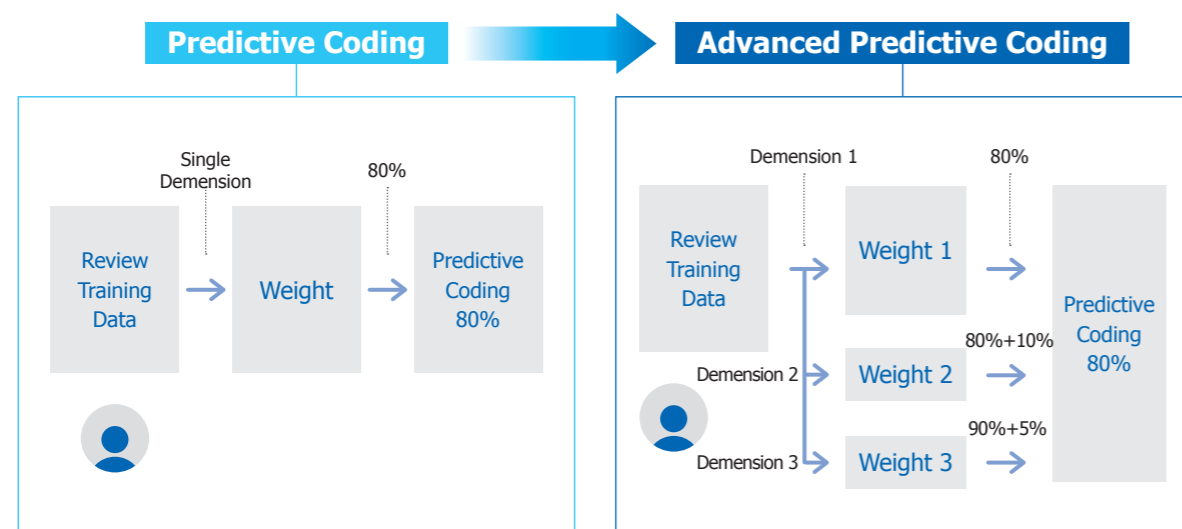 Predictive Coding
Advanced Predictive Coding
Single
Demension
80%
Review
Training
Data
Weight
Predictive
Coding
80%
Demension 1
80%
Review
Training
Data
Weight 1
Demension 2
Weight 2
80%+10%
Demension 3
Weight 3
90%+5%
Predictive
Coding
80%